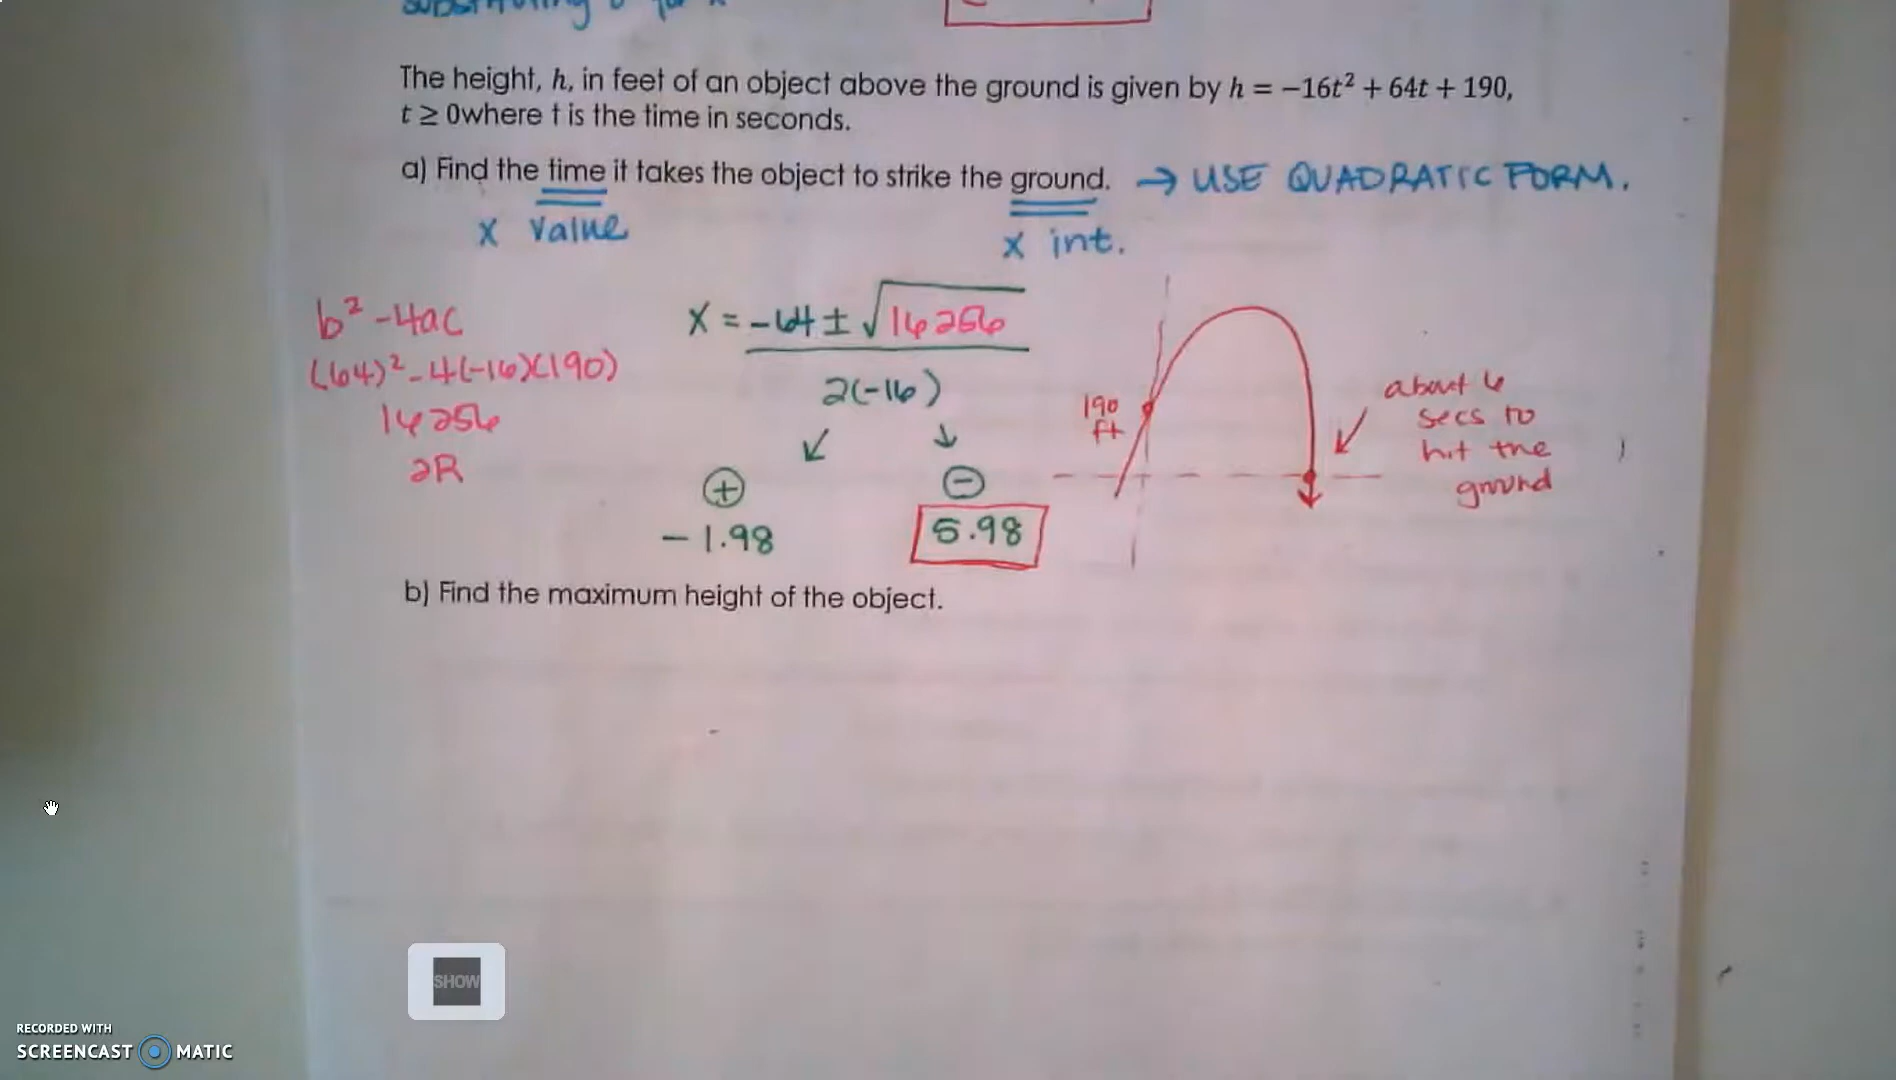 substituting 0 for x
The height, h, in feet of an object above the ground is given by h = −16t² + 64t + 190,
t ≥ 0where t is the time in seconds.
a) Find the time it takes the object to strike the ground. → USE QUADRATIC FORM.
x value
x int.
b² - 4ac
(64)² - 4(-16)(190)
16256
2R
x = -64 ± √16256
2(-16)
↙ ↓
+ −
- 1.98
5.98
190
ft
about 6
secs to
hit the
ground
b) Find the maximum height of the object.
SHOW
RECORDED WITH
SCREENCAST MATIC